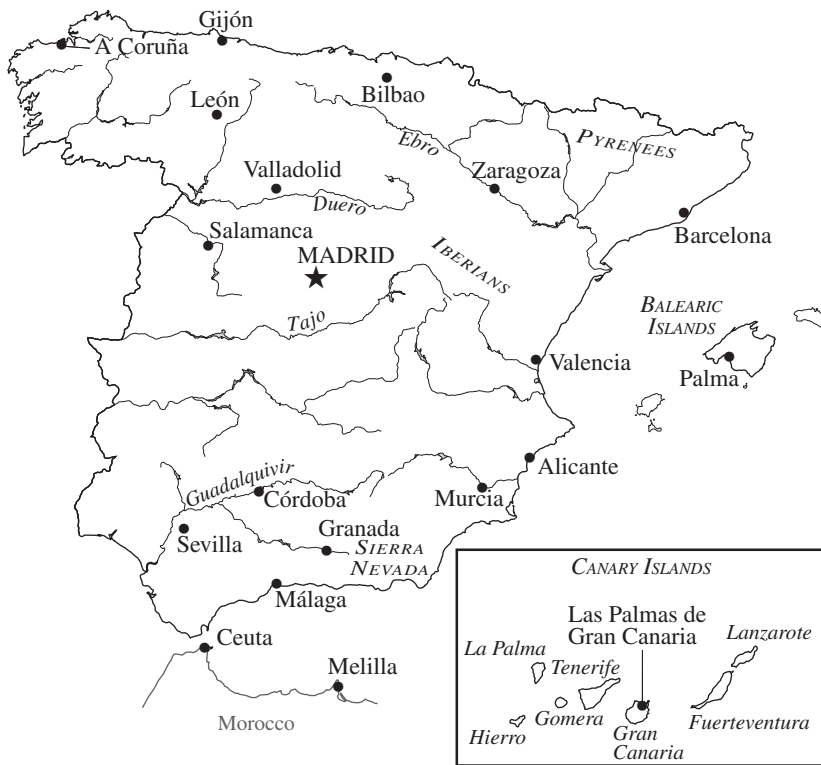 Gijón
A Coruña
Bilbao
León
Ebro
PYRENEES
Valladolid
Zaragoza
Duero
Barcelona
Salamanca
MADRID
IBERIANS
Tajo
BALEARIC
ISLANDS
Valencia
Palma
Alicante
Guadalquivir
Córdoba
Murcia
Sevilla
Granada
SIERRA
NEVADA
Málaga
Ceuta
Melilla
Morocco
CANARY ISLANDS
Las Palmas de
Gran Canaria
Lanzarote
La Palma
Tenerife
Gomera
Hierro
Gran
Canaria
Fuerteventura